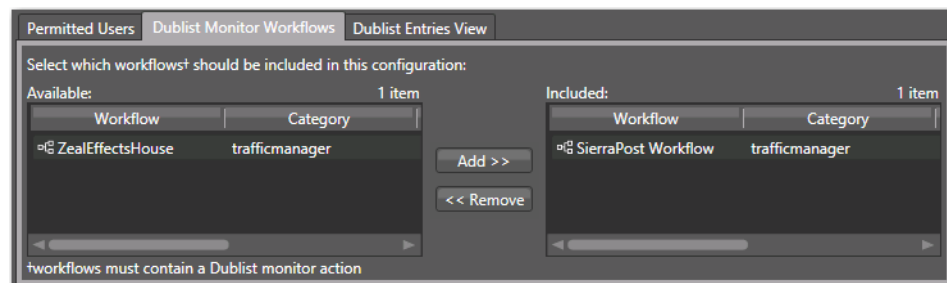 Permitted Users Dublist Monitor Workflows Dublist Entries View
Select which workflows† should be included in this configuration:
Available: 1 item Included: 1 item
Workflow Category Workflow Category
ZealEffectsHouse trafficmanager SierraPost Workflow trafficmanager
Add >>
<< Remove
†workflows must contain a Dublist monitor action